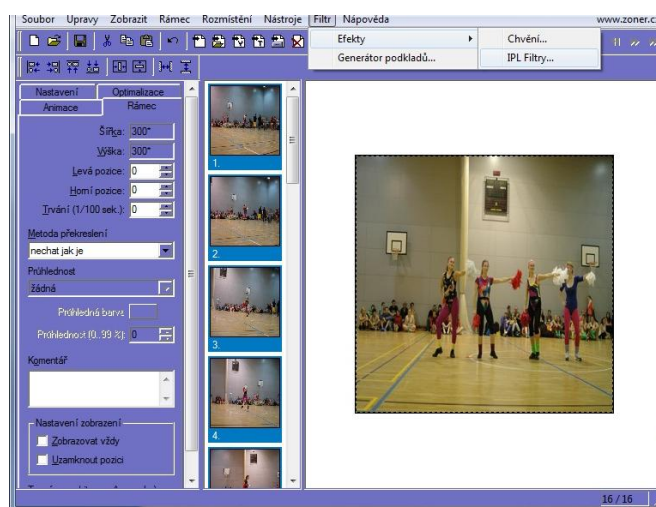 Soubor Upravy Zobrazit Rámec Rozmístění Nástroje Filtr Nápověda www.zoner.c
Efekty
Generátor podkladů...
Chvění...
IPL Filtry...
Nastavení Optimalizace
Animace Rámec
Šířka: 300*
Výška: 300*
Levá pozice: 0
Horní pozice: 0
Trvání (1/100 sek.): 0
Metoda překreslení
nechat jak je
Průhlednost
žádná
Průhledná barva
Průhlednost (0..99 %): 0
Komentář
Nastavení zobrazení
Zobrazovat vždy
Uzamknout pozici
1.
2.
3.
4.
16 / 16